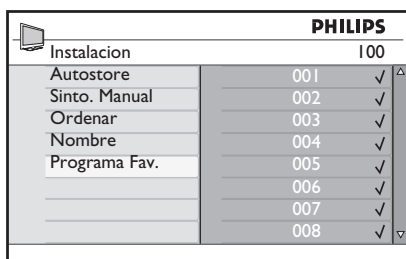 PHILIPS
Instalacion 100
Autostore 001 ✓
Sinto. Manual 002 ✓
Ordenar 003 ✓
Nombre 004 ✓
Programa Fav. 005 ✓
006 ✓
007 ✓
008 ✓